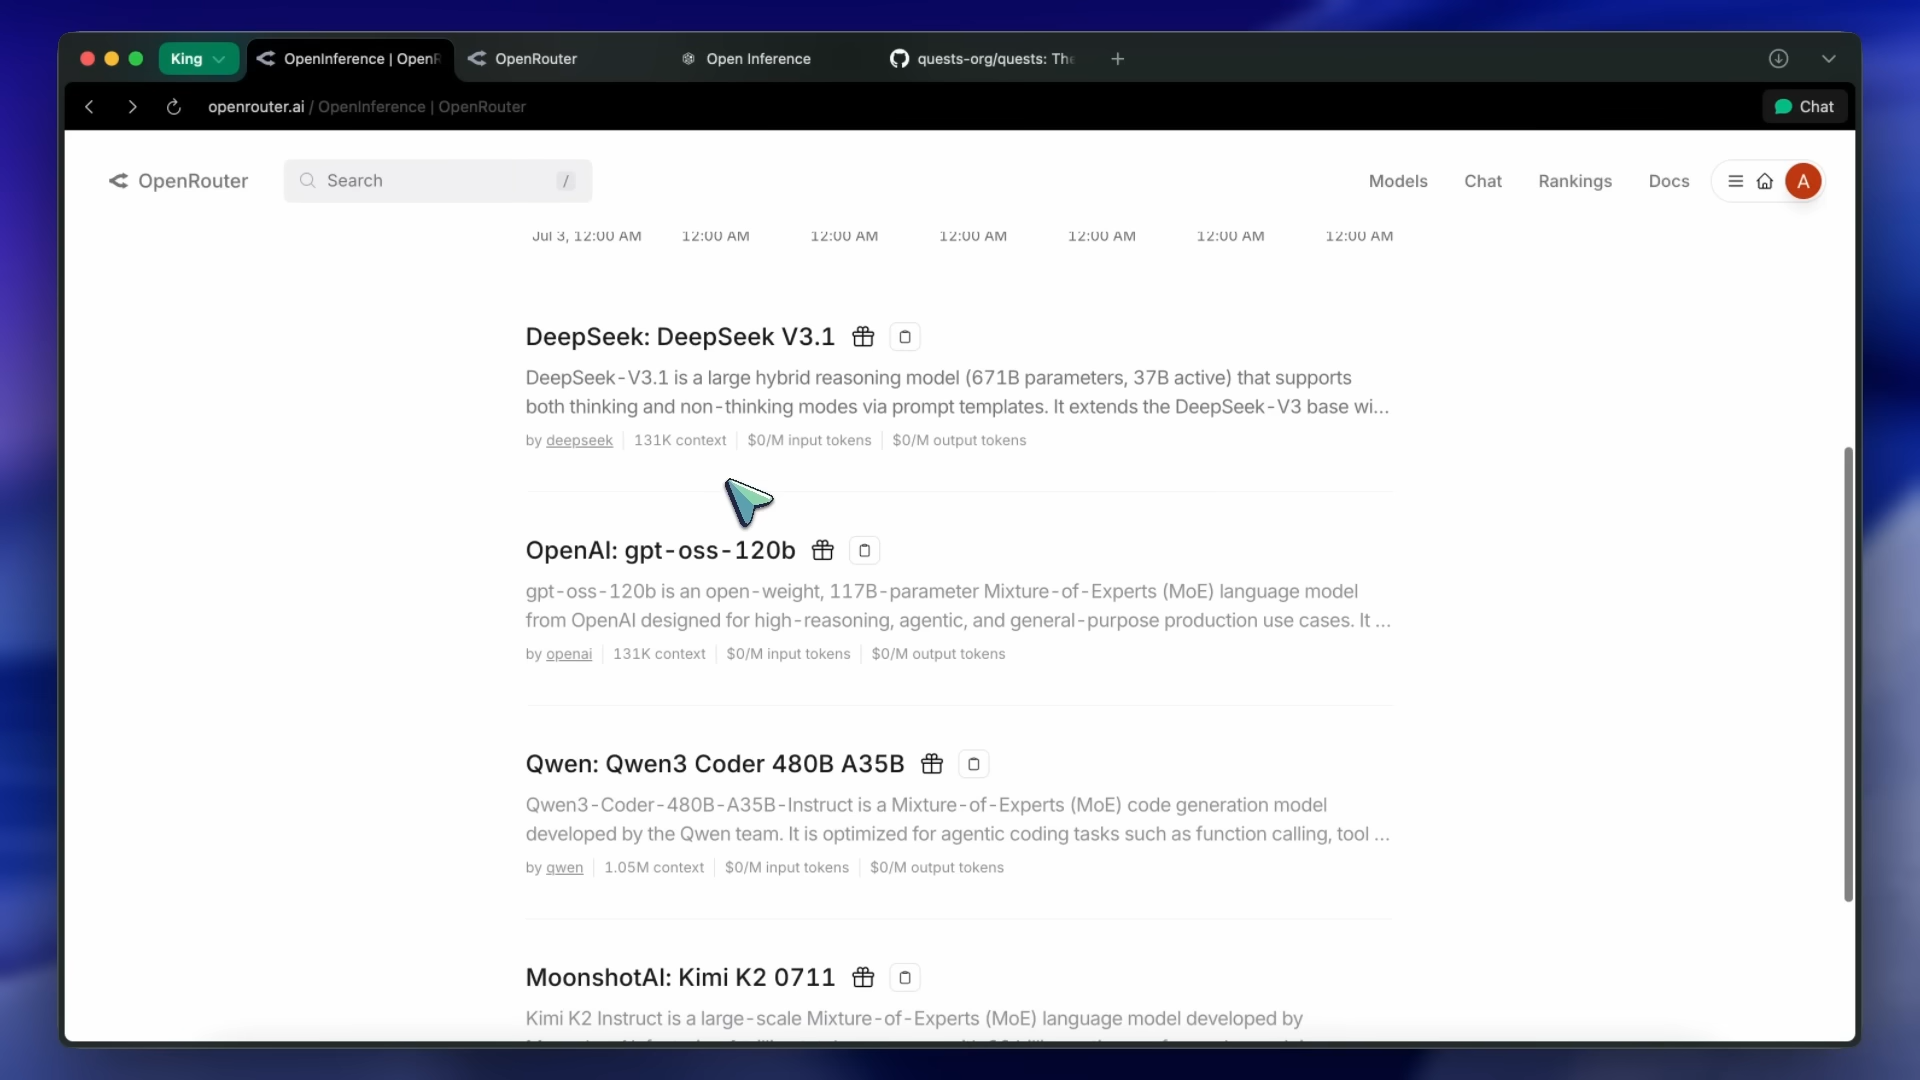 King
OpenInference | OpenR
OpenRouter
Open Inference
quests-org/quests: The
openrouter.ai / OpenInference | OpenRouter
Chat
OpenRouter
Search
/
Models
Chat
Rankings
Docs
A
Jul 3, 12:00 AM 12:00 AM 12:00 AM 12:00 AM 12:00 AM 12:00 AM 12:00 AM
DeepSeek: DeepSeek V3.1
DeepSeek-V3.1 is a large hybrid reasoning model (671B parameters, 37B active) that supports
both thinking and non-thinking modes via prompt templates. It extends the DeepSeek-V3 base wi...
by deepseek 131K context $0/M input tokens $0/M output tokens
OpenAI: gpt-oss-120b
gpt-oss-120b is an open-weight, 117B-parameter Mixture-of-Experts (MoE) language model
from OpenAI designed for high-reasoning, agentic, and general-purpose production use cases. It ...
by openai 131K context $0/M input tokens $0/M output tokens
Qwen: Qwen3 Coder 480B A35B
Qwen3-Coder-480B-A35B-Instruct is a Mixture-of-Experts (MoE) code generation model
developed by the Qwen team. It is optimized for agentic coding tasks such as function calling, tool ...
by qwen 1.05M context $0/M input tokens $0/M output tokens
MoonshotAI: Kimi K2 0711
Kimi K2 Instruct is a large-scale Mixture-of-Experts (MoE) language model developed by